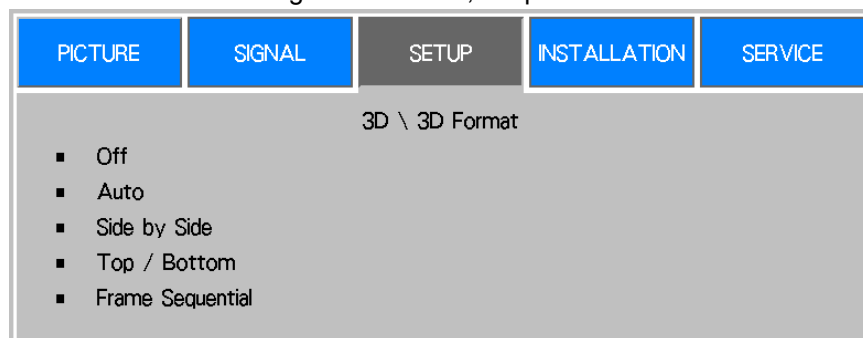 PICTURE SIGNAL SETUP INSTALLATION SERVICE
3D \ 3D Format
▪ Off
▪ Auto
▪ Side by Side
▪ Top / Bottom
▪ Frame Sequential